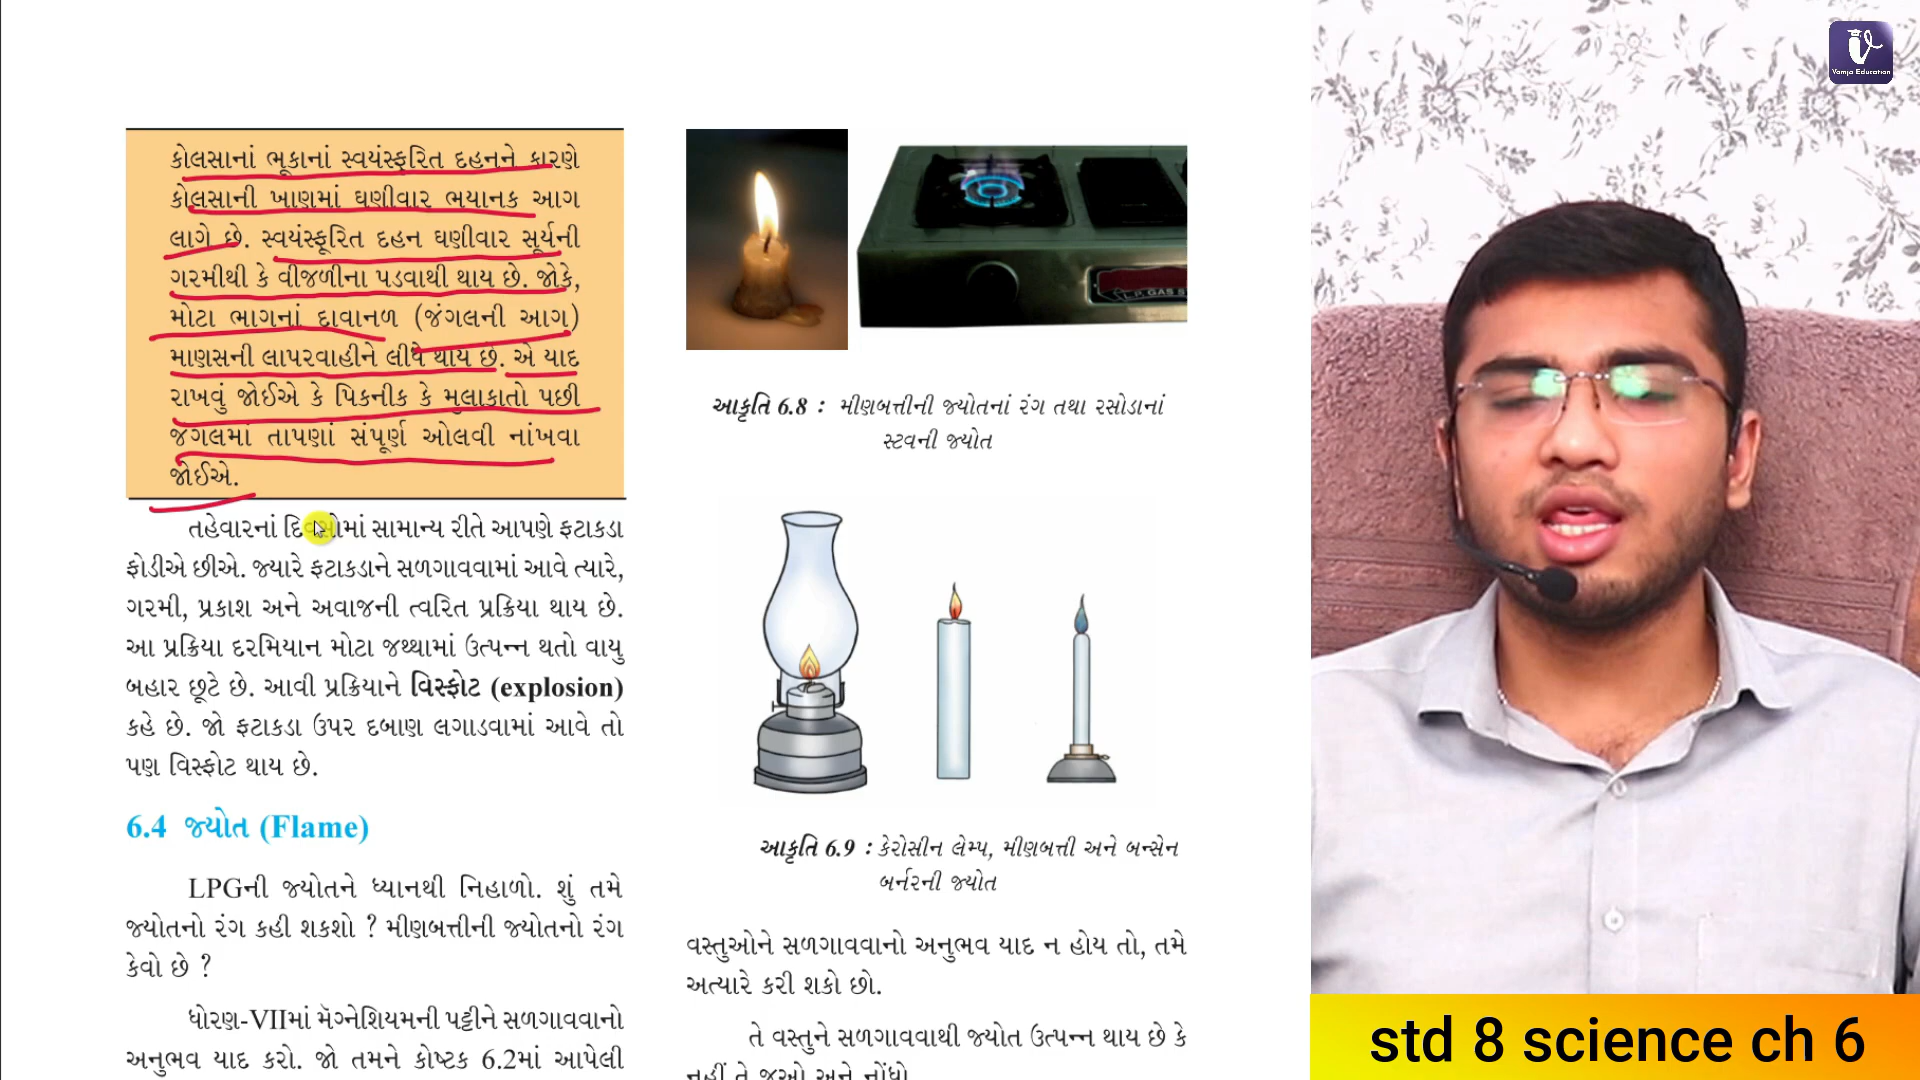 કોલસાનાં ભૂકાનાં સ્વયંસ્ફુરિત દહનને કારણે
કોલસાની ખાણમાં ઘણીવાર ભયાનક આગ
લાગે છે. સ્વયંસ્ફૂરિત દહન ઘણીવાર સૂર્યની
ગરમીથી કે વીજળીના પડવાથી થાય છે. જોકે,
મોટા ભાગનાં દાવાનળ (જંગલની આગ)
માણસની લાપરવાહીને લીધે થાય છે. એ યાદ
રાખવું જોઈએ કે પિકનીક કે મુલાકાતો પછી
જંગલમાં તાપણાં સંપૂર્ણ ઓલવી નાંખવા
જોઈએ.
તહેવારનાં દિવસોમાં સામાન્ય રીતે આપણે ફટાકડા
ફોડીએ છીએ. જ્યારે ફટાકડાને સળગાવવામાં આવે ત્યારે,
ગરમી, પ્રકાશ અને અવાજની ત્વરિત પ્રક્રિયા થાય છે.
આ પ્રક્રિયા દરમિયાન મોટા જથ્થામાં ઉત્પન્ન થતો વાયુ
બહાર છૂટે છે. આવી પ્રક્રિયાને વિસ્ફોટ (explosion)
કહે છે. જો ફટાકડા ઉપર દબાણ લગાડવામાં આવે તો
પણ વિસ્ફોટ થાય છે.
6.4 જ્યોત (Flame)
LPGની જ્યોતને ધ્યાનથી નિહાળો. શું તમે
જ્યોતનો રંગ કહી શકશો ? મીણબત્તીની જ્યોતનો રંગ
કેવો છે ?
ધોરણ-VIIમાં મૅગ્નેશિયમની પટ્ટીને સળગાવવાનો
અનુભવ યાદ કરો. જો તમને કોષ્ટક 6.2માં આપેલી
L.P. GAS S
આકૃતિ 6.8 : મીણબત્તીની જ્યોતનાં રંગ તથા રસોડાનાં
સ્ટવની જ્યોત
આકૃતિ 6.9 : કેરોસીન લેમ્પ, મીણબત્તી અને બન્સેન
બર્નરની જ્યોત
વસ્તુઓને સળગાવવાનો અનુભવ યાદ ન હોય તો, તમે
અત્યારે કરી શકો છો.
તે વસ્તુને સળગાવવાથી જ્યોત ઉત્પન્ન થાય છે કે
નહીં તે જુઓ અને નોંધો.
Vamja Education
std 8 science ch 6